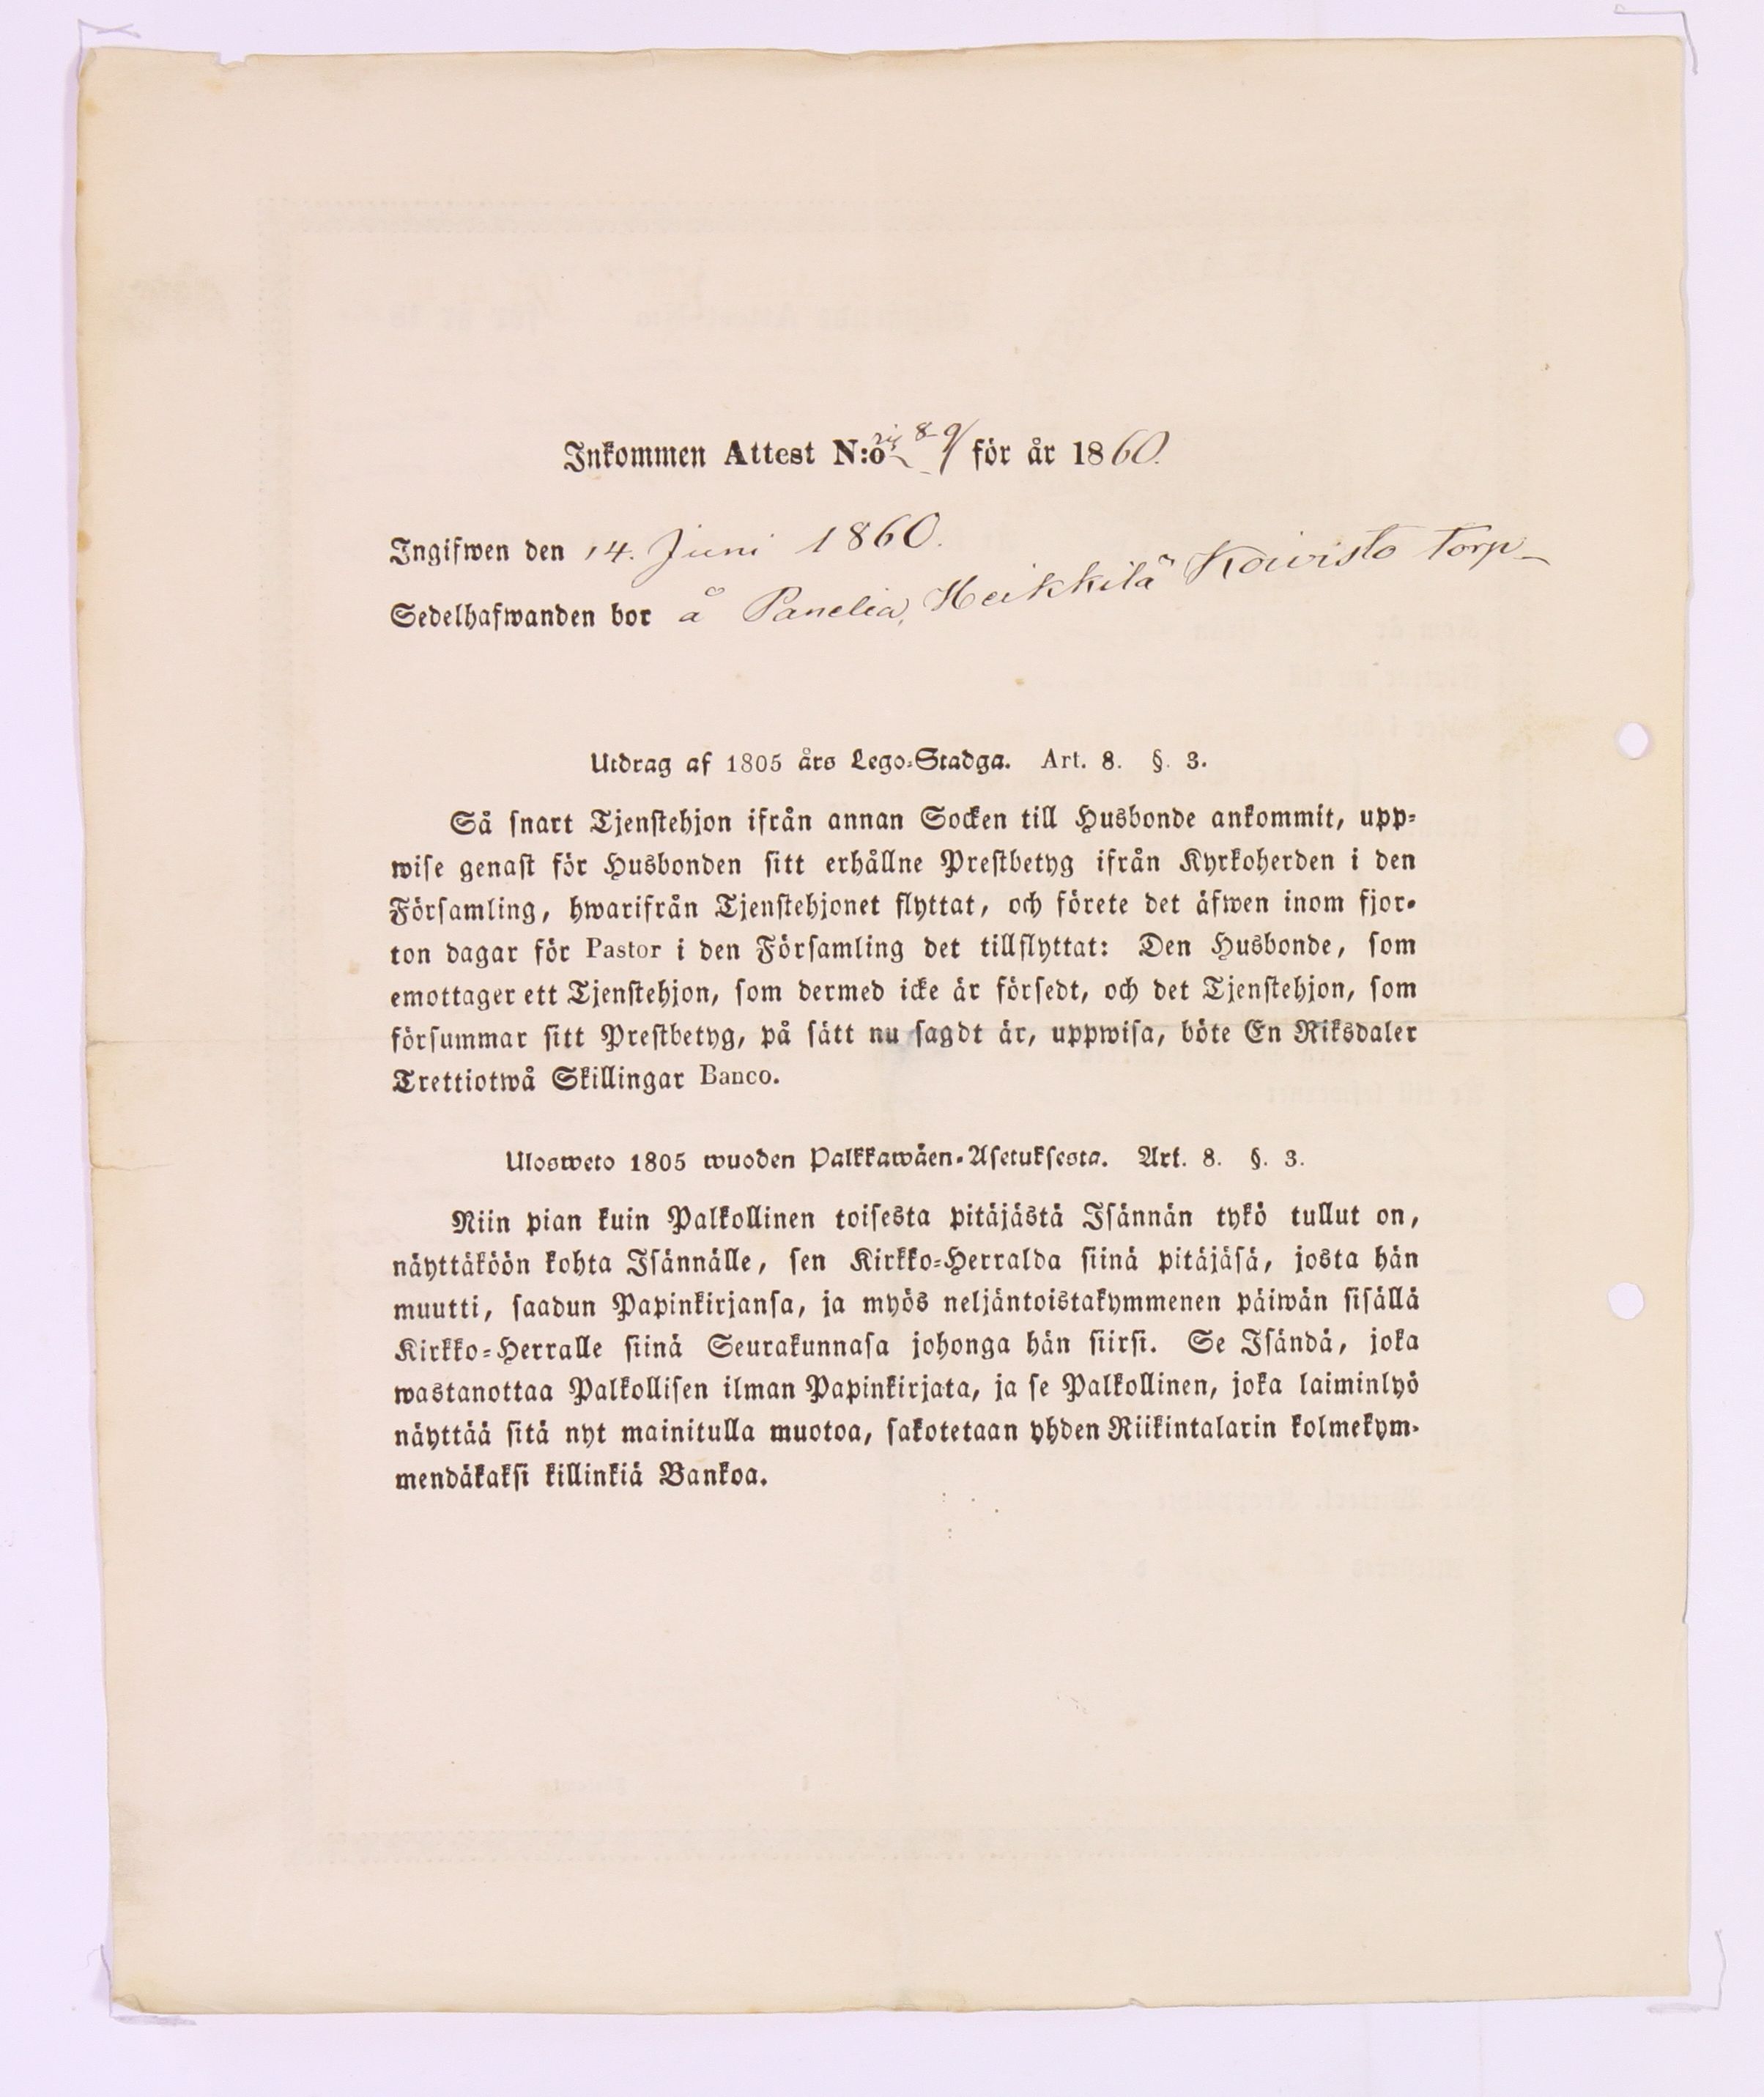 Inkommen Attest N:o 8-9 för år 1860.
Ingifwen den 14. Juni 1860.
Sedelhafwanden bor å Panelia, Heikkilä Koivisto Torp
Utdrag af 1805 års Lego-Stadga. Art. 8. §. 3.
Så snart Tjenstehjon ifrån annan Socken till Husbonde ankommit, upp-
wise genast för Husbonden sitt erhållne Prestbetyg ifrån Kyrkoherden i den
Församling, hwarifrån Tjenstehjonet flyttat, och förete det äfwen inom fjor-
ton dagar för Pastor i den Församling det tillflyttat: Den Husbonde, som
emottager ett Tjenstehjon, som dermed icke är försedt, och det Tjenstehjon, som
försummar sitt Prestbetyg, på sätt nu sagdt är, uppwisa, böte En Riksdaler
Trettiotwå Skillingar Banco.
Ulosweto 1805 wuoden Palkkawäen-Asetuksesta. Art. 8. §. 3.
Niin pian kuin Palkollinen toisesta pitäjästä Isännän tykö tullut on,
näyttäköön kohta Isännälle, sen Kirkko-Herralda siinä pitäjäsä, josta hän
muutti, saadun Papinkirjansa, ja myös neljäntoistakymmenen päiwän sisällä
Kirkko-Herralle siinä Seurakunnasa johonga hän siirsi. Se Isändä, joka
wastanottaa Palkollisen ilman Papinkirjata, ja se Palkollinen, joka laiminlyö
näyttää sitä nyt mainitulla muotoa, sakotetaan yhden Riikintalarin kolmekym-
mendäkaksi killinkiä Bankoa.